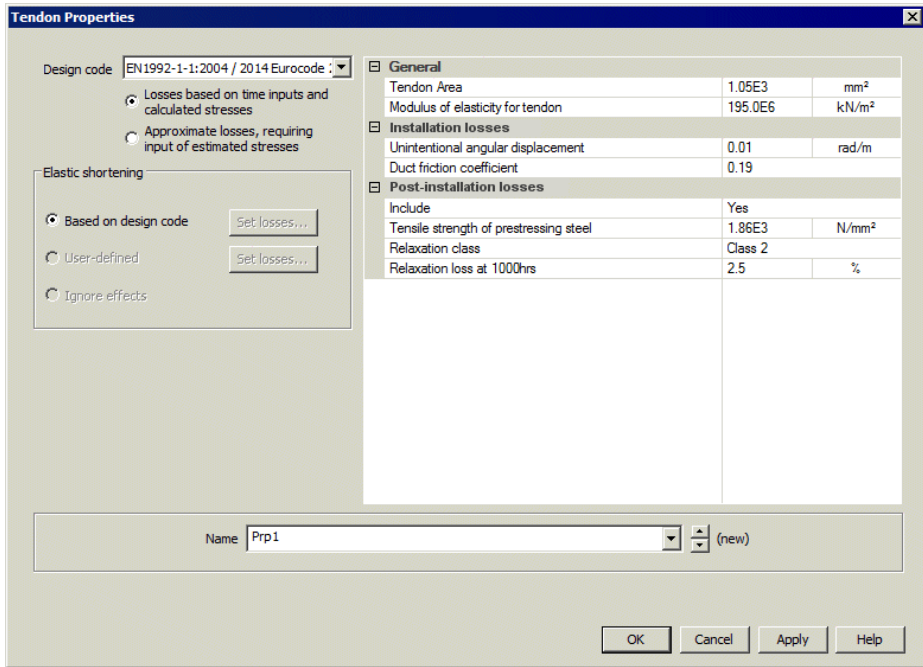 Tendon Properties
Design code EN1992-1-1:2004 / 2014 Eurocode
Losses based on time inputs and
calculated stresses
Approximate losses, requiring
input of estimated stresses
Elastic shortening
Based on design code Set losses...
User-defined Set losses...
Ignore effects
General
Tendon Area 1.05E3 mm²
Modulus of elasticity for tendon 195.0E6 kN/m²
Installation losses
Unintentional angular displacement 0.01 rad/m
Duct friction coefficient 0.19
Post-installation losses
Include Yes
Tensile strength of prestressing steel 1.86E3 N/mm²
Relaxation class Class 2
Relaxation loss at 1000hrs 2.5 %
Name Prp1 (new)
OK Cancel Apply Help